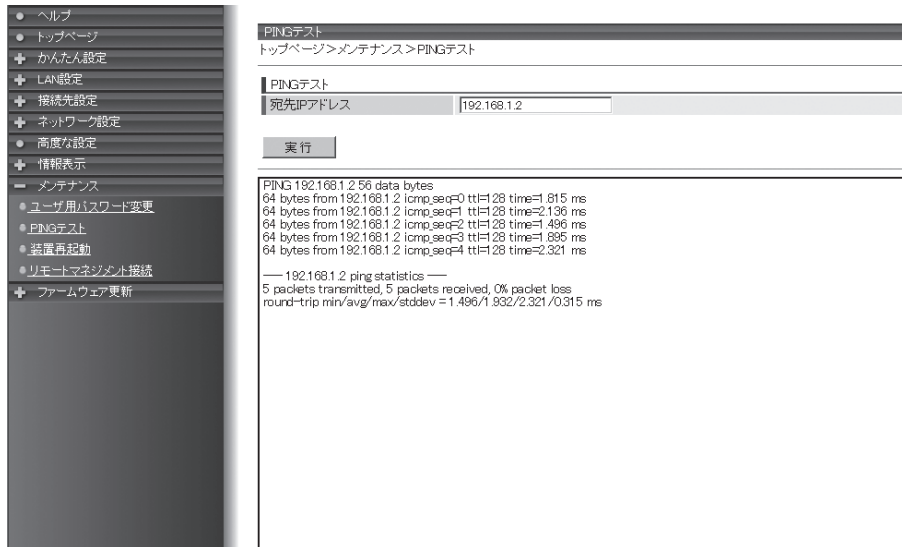 ヘルプ
トップページ
かんたん設定
LAN設定
接続先設定
ネットワーク設定
高度な設定
情報表示
メンテナンス
ユーザ用パスワード変更
PINGテスト
装置再起動
リモートマネジメント接続
ファームウェア更新
PINGテスト
トップページ＞メンテナンス＞PINGテスト
PINGテスト
宛先IPアドレス 192.168.1.2
実行
PING 192.168.1.2 56 data bytes
64 bytes from 192.168.1.2 icmp_seq=0 ttl=128 time=1.815 ms
64 bytes from 192.168.1.2 icmp_seq=1 ttl=128 time=2.136 ms
64 bytes from 192.168.1.2 icmp_seq=2 ttl=128 time=1.496 ms
64 bytes from 192.168.1.2 icmp_seq=3 ttl=128 time=1.895 ms
64 bytes from 192.168.1.2 icmp_seq=4 ttl=128 time=2.321 ms
--- 192.168.1.2 ping statistics ---
5 packets transmitted, 5 packets received, 0% packet loss
round-trip min/avg/max/stddev = 1.496/1.932/2.321/0.315 ms